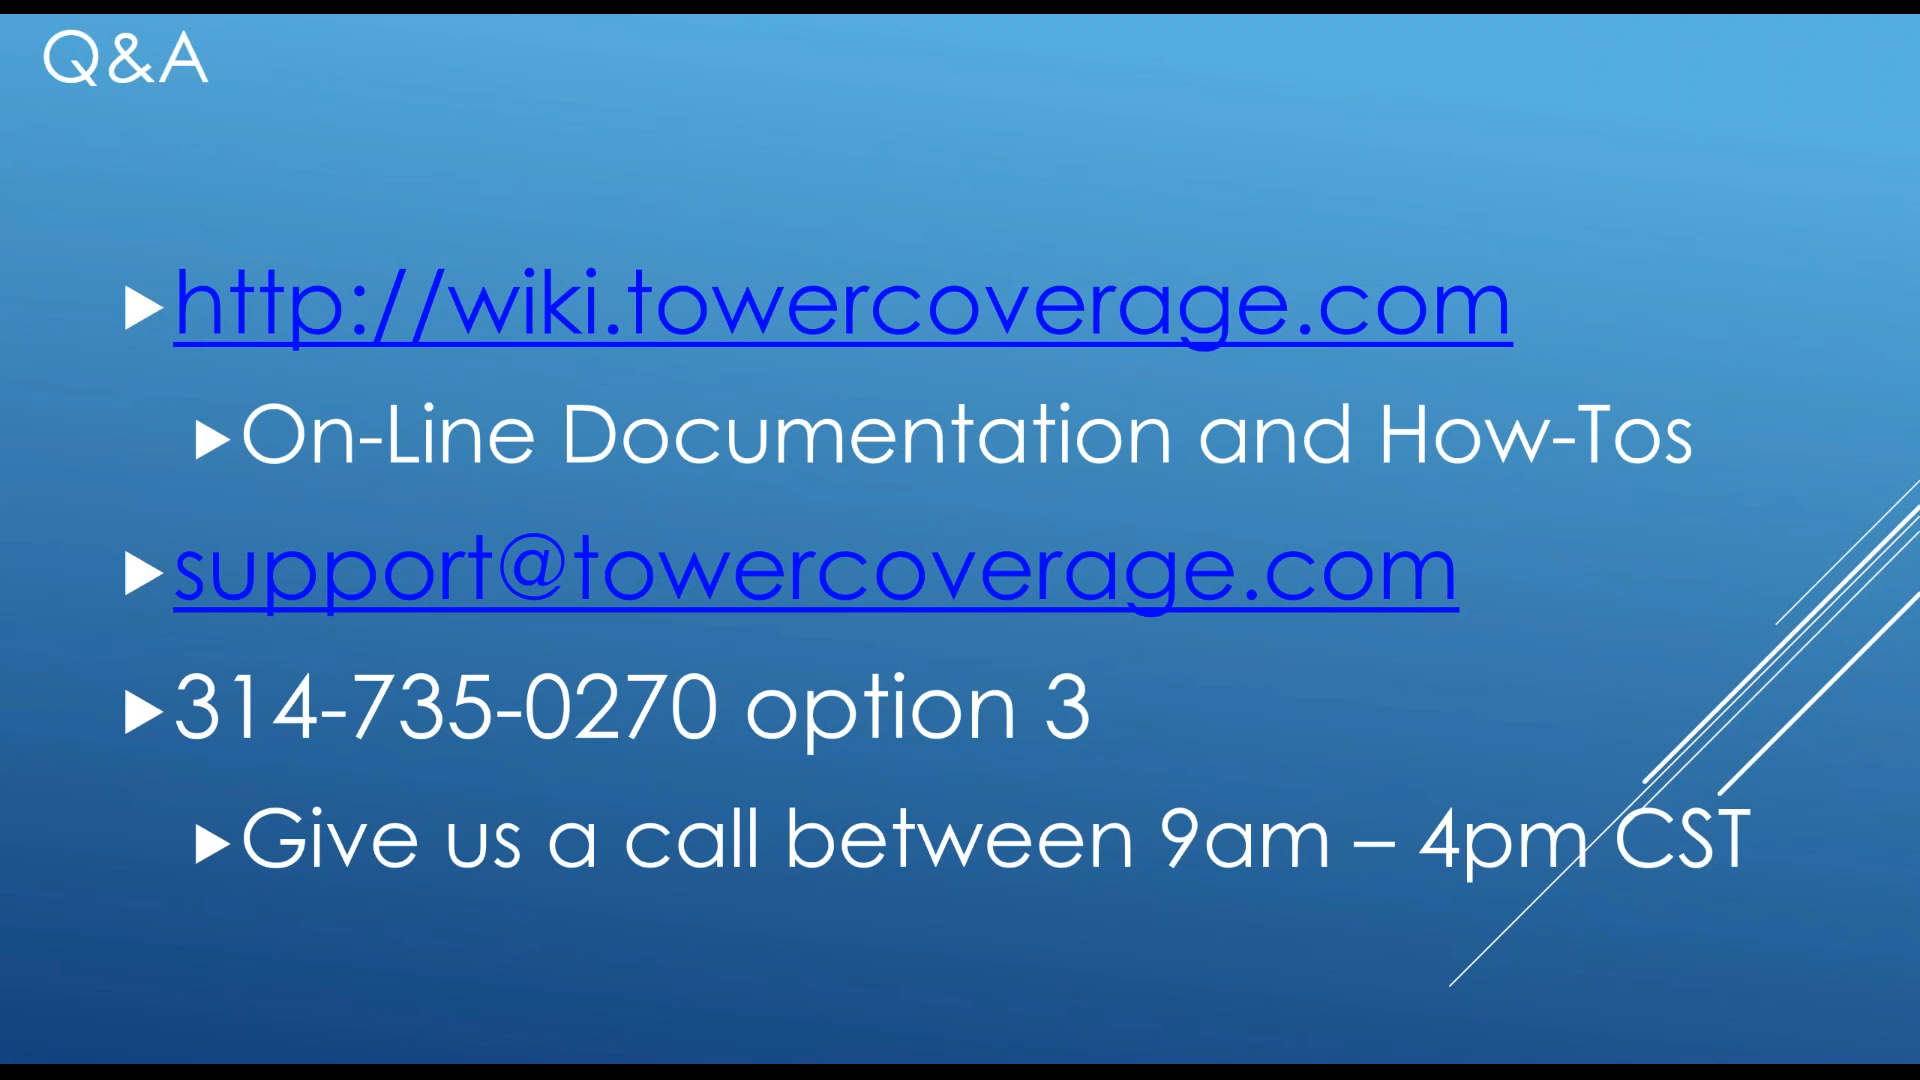 Q&A
http://wiki.towercoverage.com
On-Line Documentation and How-Tos
support@towercoverage.com
314-735-0270 option 3
Give us a call between 9am – 4pm CST